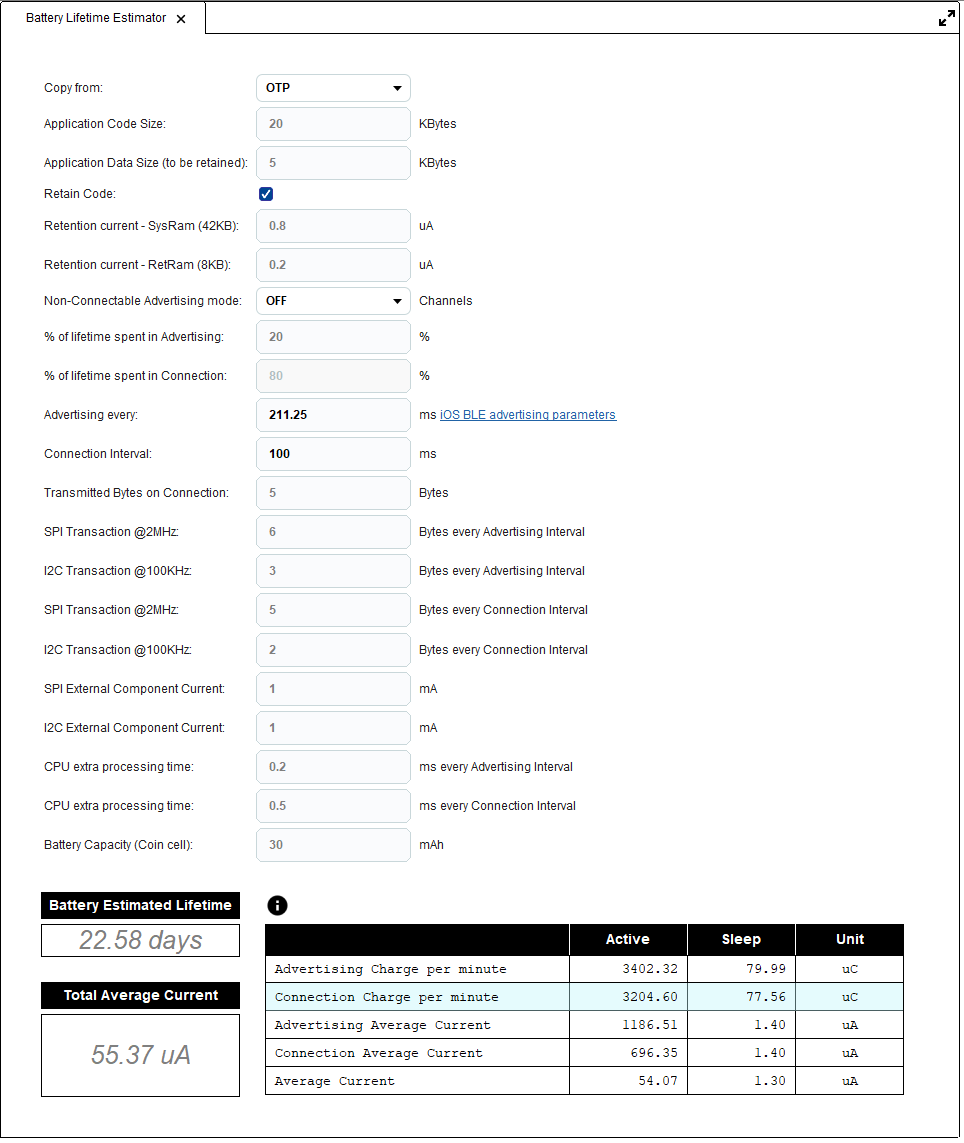 Battery Lifetime Estimator
Copy from: OTP
Application Code Size: 20 KBytes
Application Data Size (to be retained): 5 KBytes
Retain Code:
Retention current - SysRam (42KB): 0.8 uA
Retention current - RetRam (8KB): 0.2 uA
Non-Connectable Advertising mode: OFF Channels
% of lifetime spent in Advertising: 20 %
% of lifetime spent in Connection: 80 %
Advertising every: 211.25 ms iOS BLE advertising parameters
Connection Interval: 100 ms
Transmitted Bytes on Connection: 5 Bytes
SPI Transaction @2MHz: 6 Bytes every Advertising Interval
I2C Transaction @100KHz: 3 Bytes every Advertising Interval
SPI Transaction @2MHz: 5 Bytes every Connection Interval
I2C Transaction @100KHz: 2 Bytes every Connection Interval
SPI External Component Current: 1 mA
I2C External Component Current: 1 mA
CPU extra processing time: 0.2 ms every Advertising Interval
CPU extra processing time: 0.5 ms every Connection Interval
Battery Capacity (Coin cell): 30 mAh
Battery Estimated Lifetime
22.58 days
Total Average Current
55.37 uA
Active Sleep Unit
Advertising Charge per minute 3402.32 79.99 uC
Connection Charge per minute 3204.60 77.56 uC
Advertising Average Current 1186.51 1.40 uA
Connection Average Current 696.35 1.40 uA
Average Current 54.07 1.30 uA